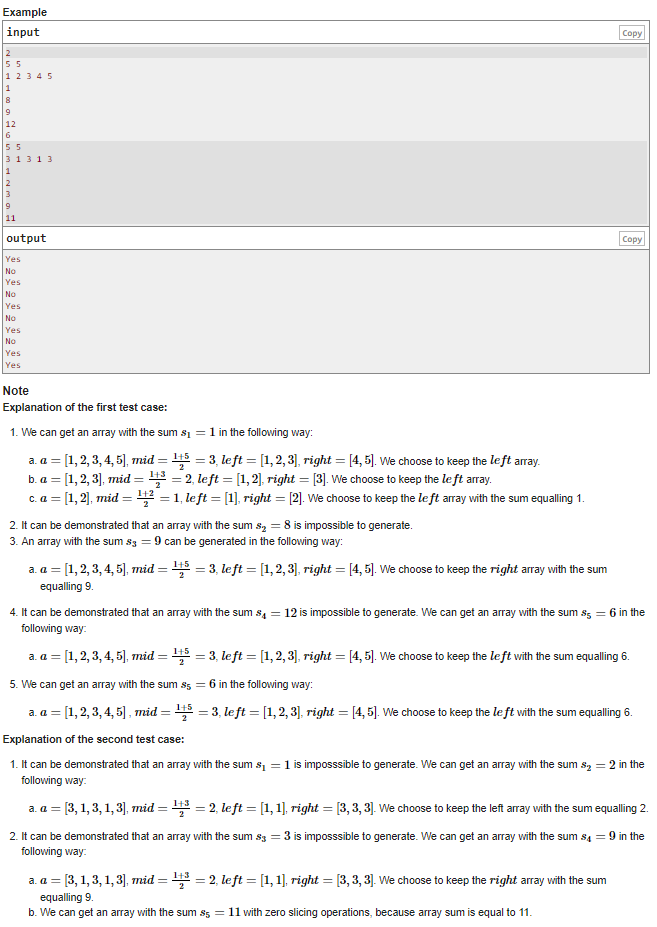 Example
input
Copy
2
5 5
1 2 3 4 5
1
8
9
12
6
5 5
3 1 3 1 3
1
2
3
9
11
output
Copy
Yes
No
Yes
No
Yes
No
Yes
No
Yes
Yes
Note
Explanation of the first test case:
1. We can get an array with the sum s₁ = 1 in the following way:
a. a = [1, 2, 3, 4, 5], mid = (1+5)/2 = 3, left = [1, 2, 3], right = [4, 5]. We choose to keep the left array.
b. a = [1, 2, 3], mid = (1+3)/2 = 2, left = [1, 2], right = [3]. We choose to keep the left array.
c. a = [1, 2], mid = (1+2)/2 = 1, left = [1], right = [2]. We choose to keep the left array with the sum equalling 1.
2. It can be demonstrated that an array with the sum s₂ = 8 is impossible to generate.
3. An array with the sum s₃ = 9 can be generated in the following way:
a. a = [1, 2, 3, 4, 5], mid = (1+5)/2 = 3, left = [1, 2, 3], right = [4, 5]. We choose to keep the right array with the sum
equalling 9.
4. It can be demonstrated that an array with the sum s₄ = 12 is impossible to generate. We can get an array with the sum s₅ = 6 in the
following way:
a. a = [1, 2, 3, 4, 5], mid = (1+5)/2 = 3, left = [1, 2, 3], right = [4, 5]. We choose to keep the left with the sum equalling 6.
5. We can get an array with the sum s₅ = 6 in the following way:
a. a = [1, 2, 3, 4, 5] , mid = (1+5)/2 = 3, left = [1, 2, 3], right = [4, 5]. We choose to keep the left with the sum equalling 6.
Explanation of the second test case:
1. It can be demonstrated that an array with the sum s₁ = 1 is imposssible to generate. We can get an array with the sum s₂ = 2 in the
following way:
a. a = [3, 1, 3, 1, 3], mid = (1+3)/2 = 2, left = [1, 1], right = [3, 3, 3]. We choose to keep the left array with the sum equalling 2.
2. It can be demonstrated that an array with the sum s₃ = 3 is imposssible to generate. We can get an array with the sum s₄ = 9 in the
following way:
a. a = [3, 1, 3, 1, 3], mid = (1+3)/2 = 2, left = [1, 1], right = [3, 3, 3]. We choose to keep the right array with the sum
equalling 9.
b. We can get an array with the sum s₅ = 11 with zero slicing operations, because array sum is equal to 11.